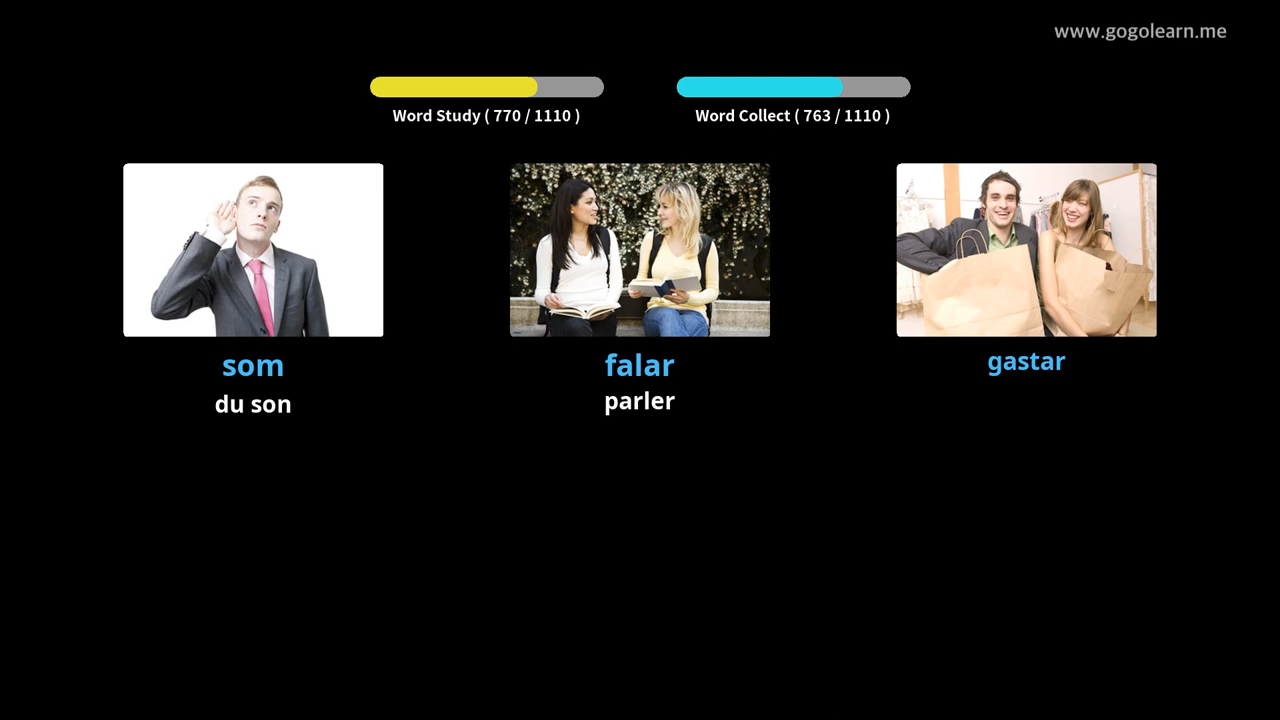 www.gogolearn.me
Word Study ( 770 / 1110 )
Word Collect ( 763 / 1110 )
som
du son
falar
parler
gastar